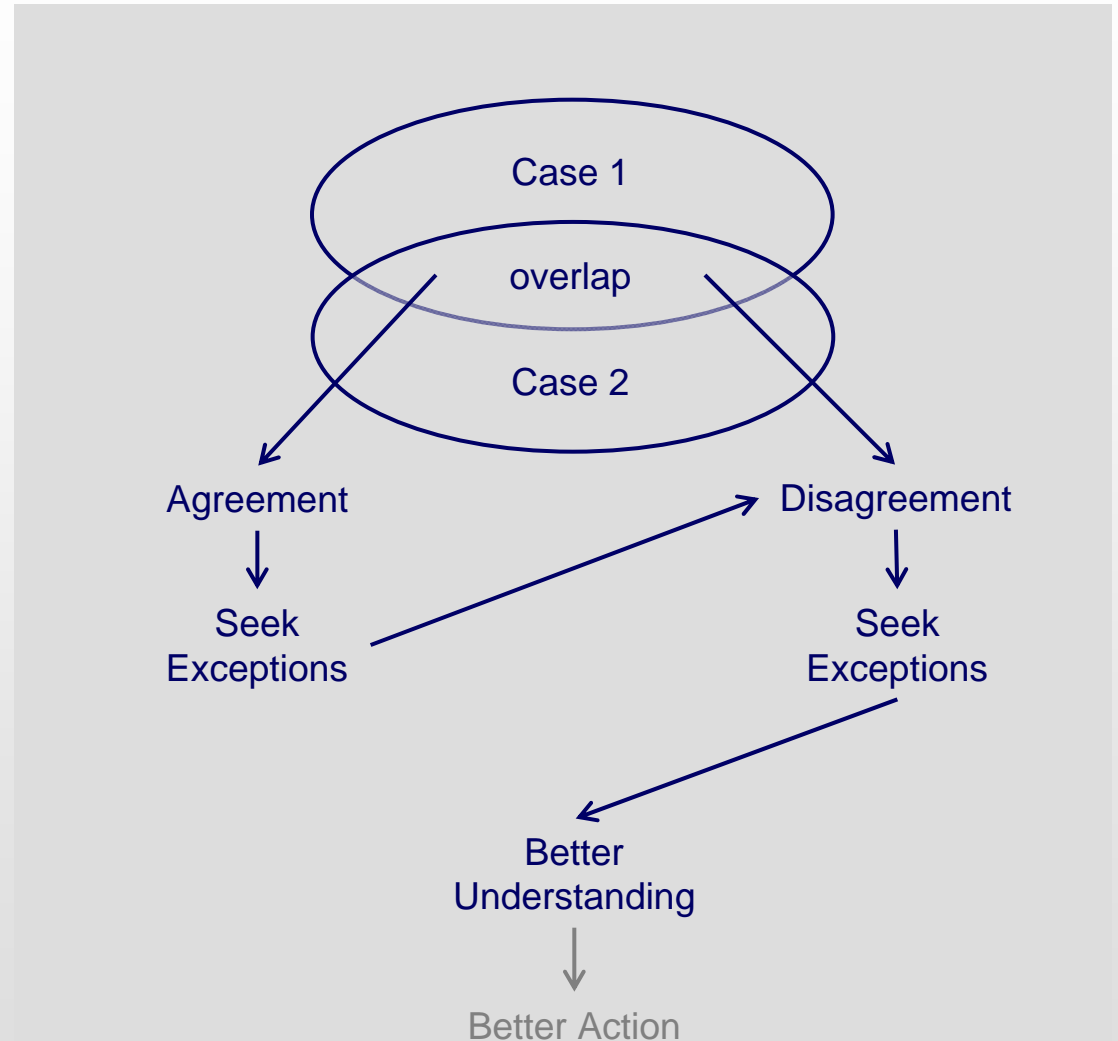 Case 1
overlap
Case 2
Agreement
Disagreement
Seek
Exceptions
Seek
Exceptions
Better
Understanding
Better Action